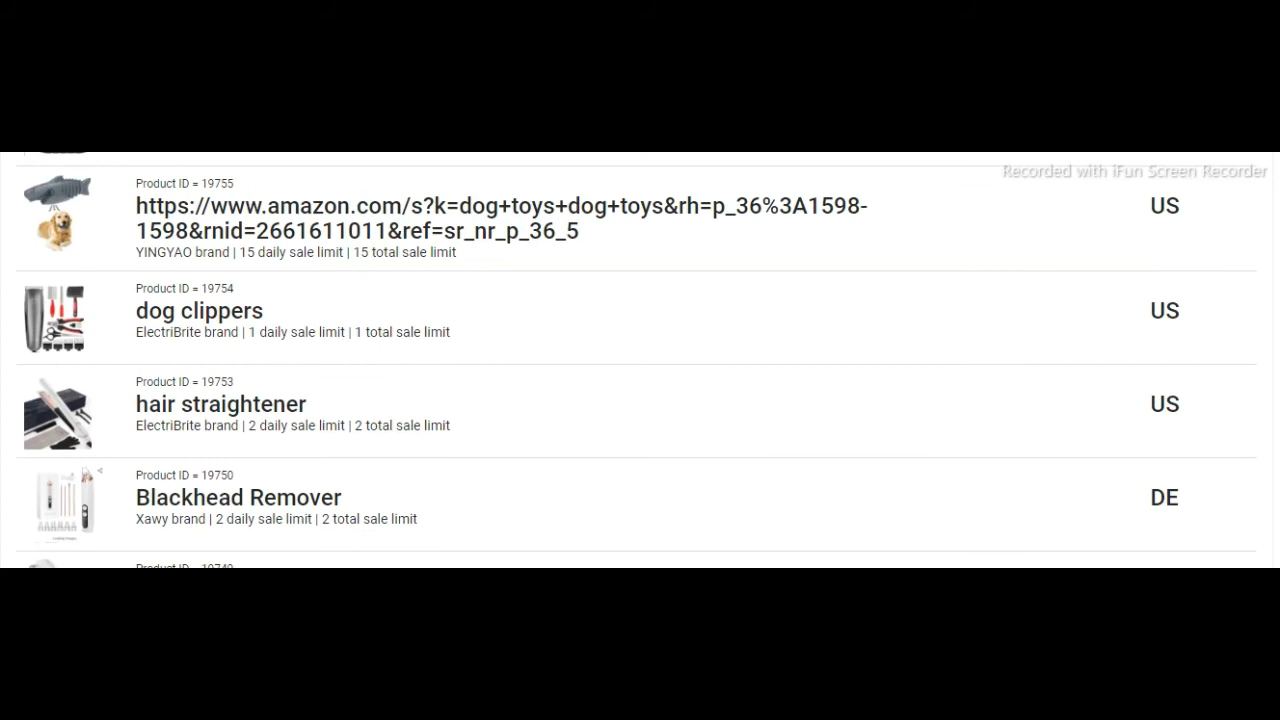 Recorded with iFun Screen Recorder
Product ID = 19755
https://www.amazon.com/s?k=dog+toys+dog+toys&rh=p_36%3A1598-
1598&rnid=2661611011&ref=sr_nr_p_36_5
US
YINGYAO brand | 15 daily sale limit | 15 total sale limit
Product ID = 19754
dog clippers
US
ElectriBrite brand | 1 daily sale limit | 1 total sale limit
Product ID = 19753
hair straightener
US
ElectriBrite brand | 2 daily sale limit | 2 total sale limit
Product ID = 19750
Blackhead Remover
DE
Xawy brand | 2 daily sale limit | 2 total sale limit
Product ID = 19749